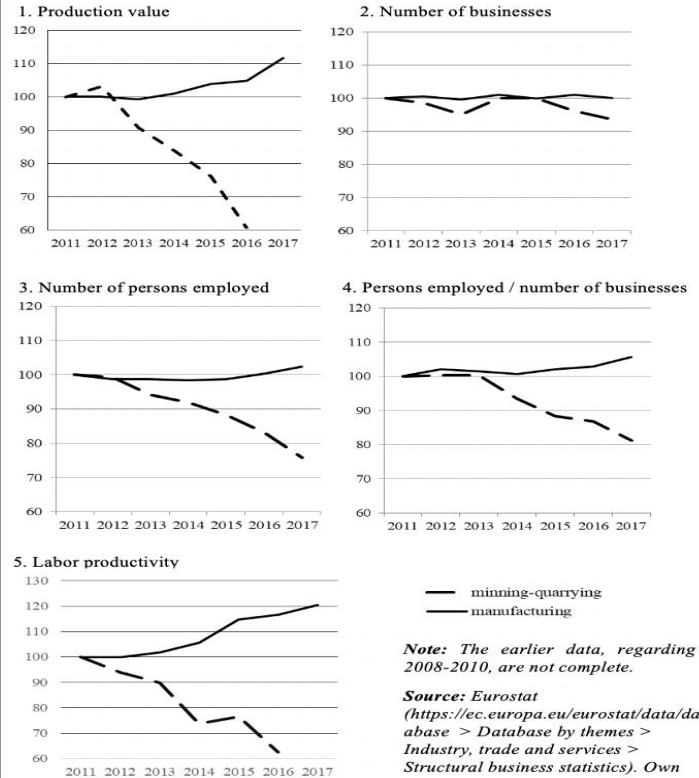 1. Production value
120
110
100
90
80
70
60
2011 2012 2013 2014 2015 2016 2017
2. Number of businesses
120
110
100
90
80
70
60
2011 2012 2013 2014 2015 2016 2017
3. Number of persons employed
120
110
100
90
80
70
60
2011 2012 2013 2014 2015 2016 2017
4. Persons employed / number of businesses
120
110
100
90
80
70
60
2011 2012 2013 2014 2015 2016 2017
5. Labor productivity
130
120
110
100
90
80
70
60
2011 2012 2013 2014 2015 2016 2017
minning-quarrying
manufacturing
Note: The earlier data, regarding
2008-2010, are not complete.
Source: Eurostat
(https://ec.europa.eu/eurostat/data/da
abase > Database by themes >
Industry, trade and services >
Structural business statistics). Own